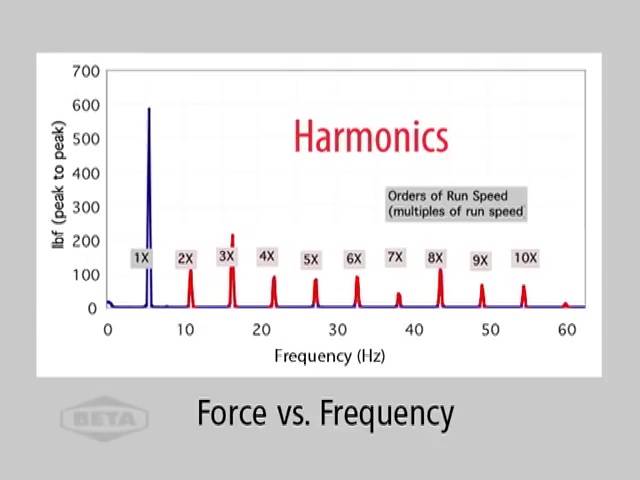 700
600
500
400
300
200
100
0
lbf (peak to peak)
Harmonics
Orders of Run Speed
(multiples of run speed
1X 2X 3X 4X 5X 6X 7X 8X 9X 10X
0 10 20 30 40 50 60
Frequency (Hz)
BETA
Force vs. Frequency